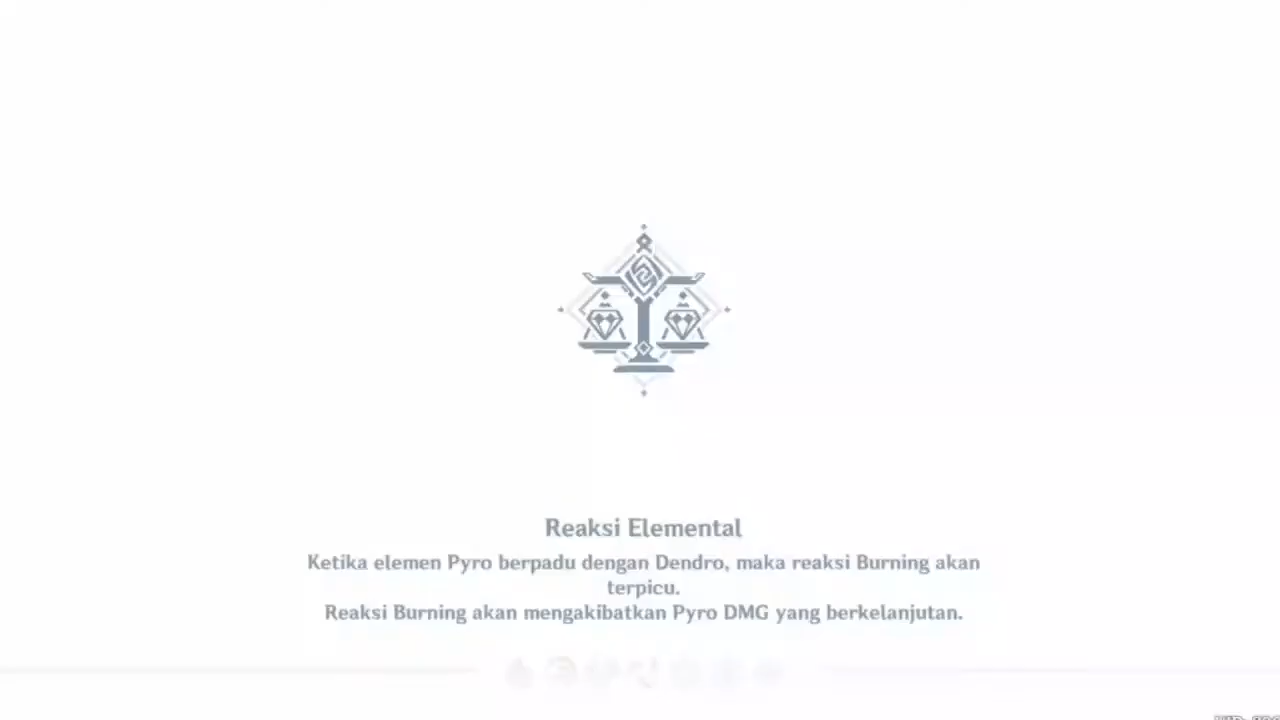 Reaksi Elemental
Ketika elemen Pyro berpadu dengan Dendro, maka reaksi Burning akan
terpicu.
Reaksi Burning akan mengakibatkan Pyro DMG yang berkelanjutan.